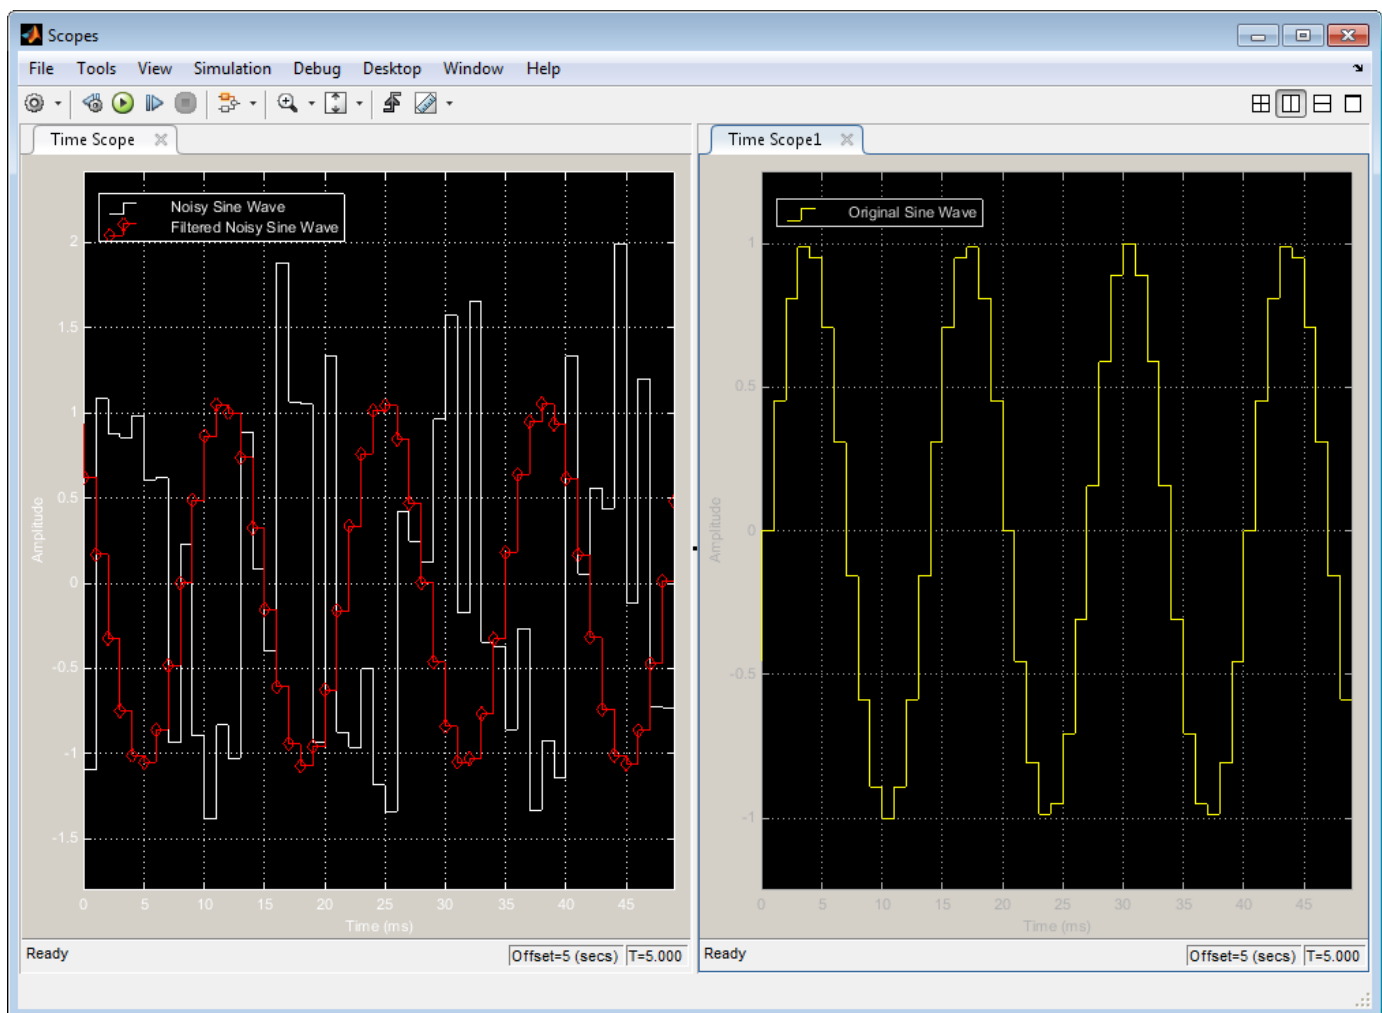 Scopes
File Tools View Simulation Debug Desktop Window Help
Time Scope
Noisy Sine Wave
Filtered Noisy Sine Wave
2
1.5
1
0.5
0
-0.5
-1
-1.5
Amplitude
0 5 10 15 20 25 30 35 40 45
Time (ms)
Ready
Offset=5 (secs) T=5.000
Time Scope1
Original Sine Wave
1
0.5
0
-0.5
-1
Amplitude
0 5 10 15 20 25 30 35 40 45
Time (ms)
Ready
Offset=5 (secs) T=5.000